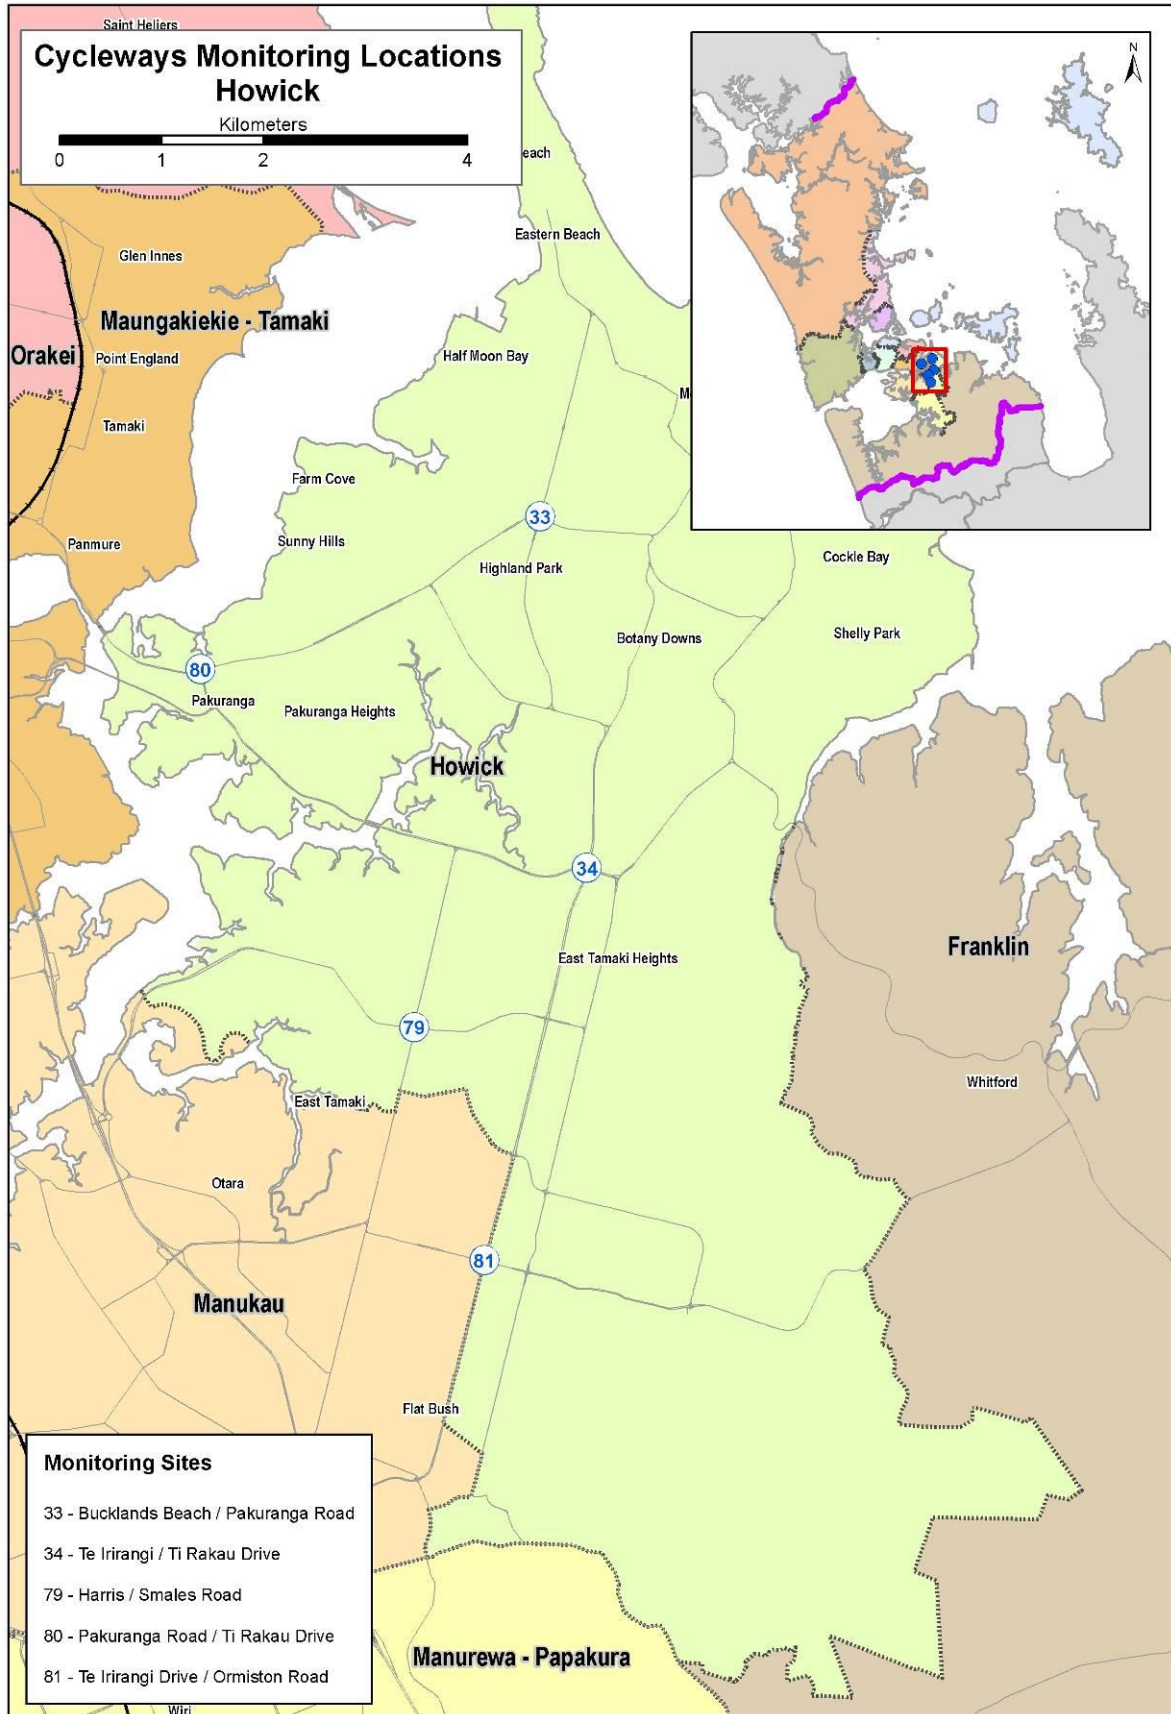 Saint Heliers
Cycleways Monitoring Locations
Howick
Kilometers
0 1 2 4
N
each
Eastern Beach
Glen Innes
Maungakiekie - Tamaki
Orakei
Point England
Half Moon Bay
Tamaki
Farm Cove
33
Sunny Hills
Panmure
Highland Park
Cockle Bay
Botany Downs
Shelly Park
80
Pakuranga
Pakuranga Heights
Howick
34
Franklin
East Tamaki Heights
79
Whitford
East Tamaki
Otara
81
Manukau
Flat Bush
Monitoring Sites
33 - Bucklands Beach / Pakuranga Road
34 - Te Irirangi / Ti Rakau Drive
79 - Harris / Smales Road
80 - Pakuranga Road / Ti Rakau Drive
81 - Te Irirangi Drive / Ormiston Road
Manurewa - Papakura
Wiri